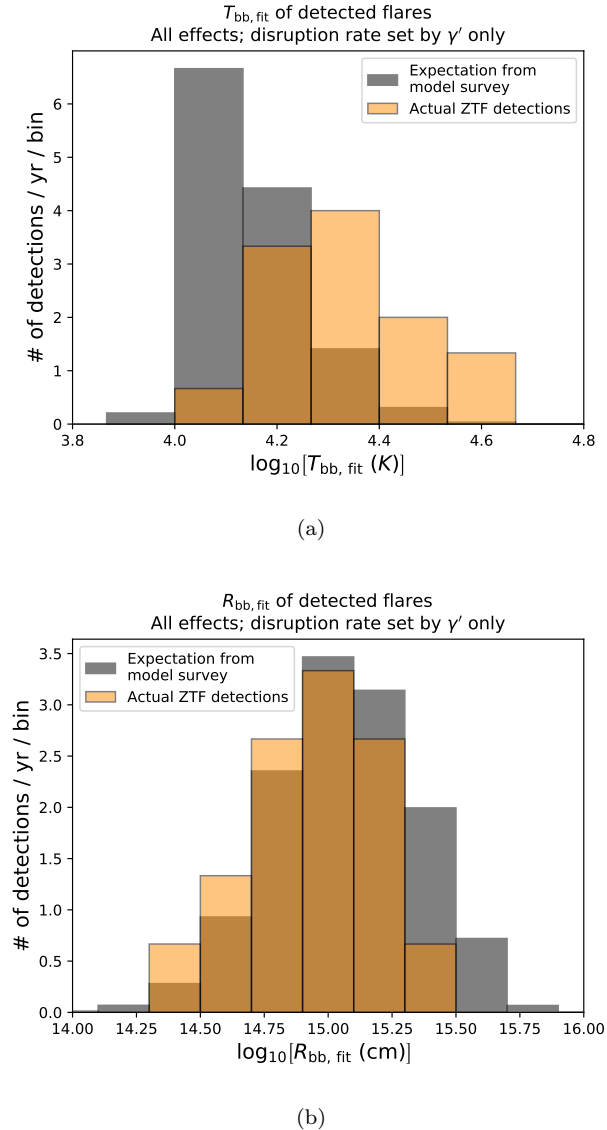 T_bb,fit of detected flares
All effects; disruption rate set by γ′ only
Expectation from
model survey
Actual ZTF detections
# of detections / yr / bin
6
5
4
3
2
1
0
3.8 4.0 4.2 4.4 4.6 4.8
log₁₀[T_bb, fit (K)]
(a)
R_bb,fit of detected flares
All effects; disruption rate set by γ′ only
Expectation from
model survey
Actual ZTF detections
# of detections / yr / bin
3.5
3.0
2.5
2.0
1.5
1.0
0.5
0.0
14.00 14.25 14.50 14.75 15.00 15.25 15.50 15.75 16.00
log₁₀[R_bb, fit (cm)]
(b)